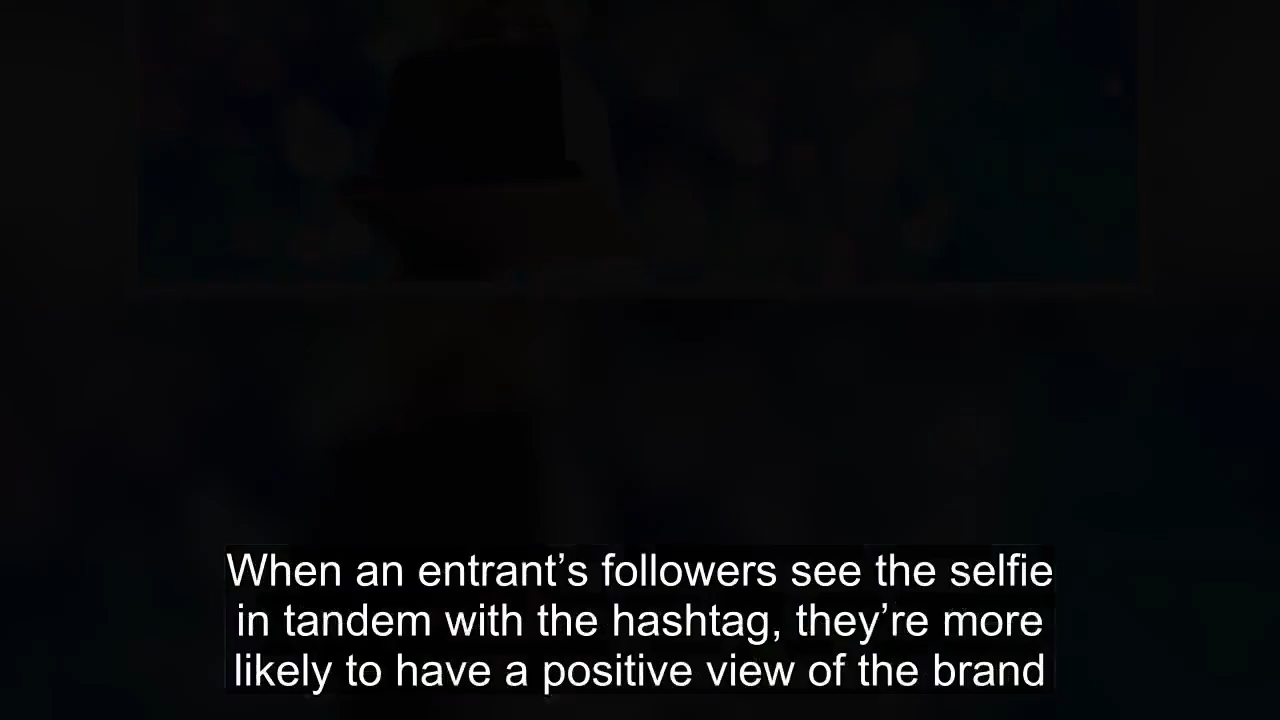 When an entrant’s followers see the selfie
in tandem with the hashtag, they’re more
likely to have a positive view of the brand